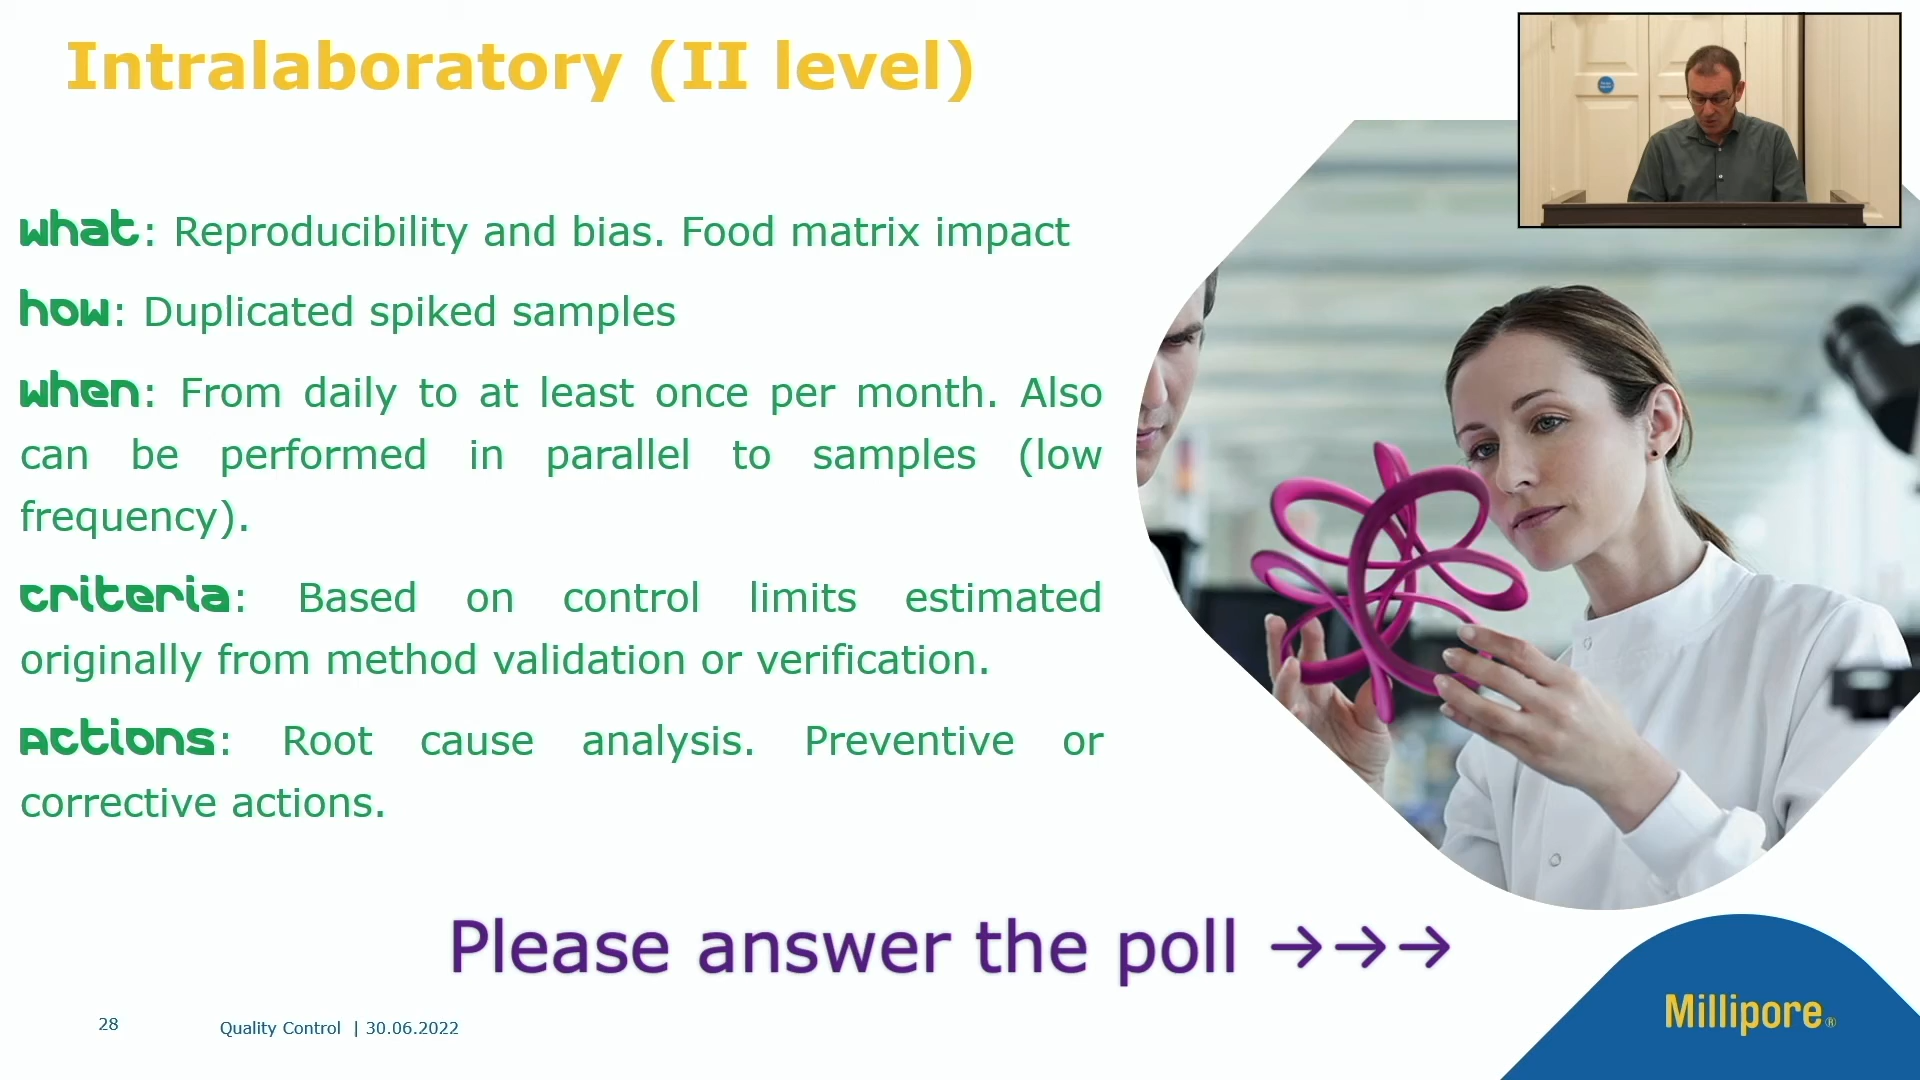 Intralaboratory (II level)
what: Reproducibility and bias. Food matrix impact
how: Duplicated spiked samples
when: From daily to at least once per month. Also
can be performed in parallel to samples (low
frequency).
criteria: Based on control limits estimated
originally from method validation or verification.
Actions: Root cause analysis. Preventive or
corrective actions.
Please answer the poll →→→
28
Quality Control | 30.06.2022
Millipore®